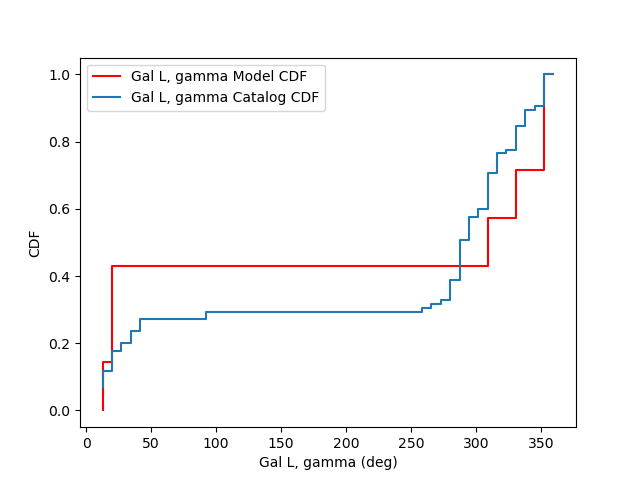 Gal L, gamma Model CDF
Gal L, gamma Catalog CDF
1.0
0.8
0.6
0.4
0.2
0.0
CDF
0 50 100 150 200 250 300 350
Gal L, gamma (deg)